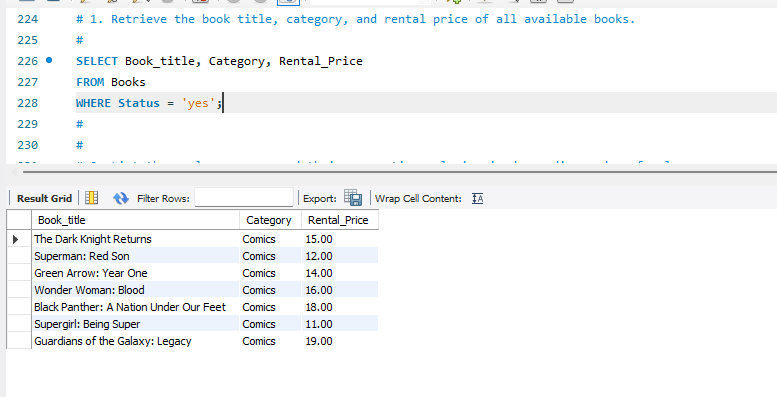 224 # 1. Retrieve the book title, category, and rental price of all available books.
225 #
226 SELECT Book_title, Category, Rental_Price
227 FROM Books
228 WHERE Status = 'yes';
229 #
230 #
Result Grid Filter Rows: Export: Wrap Cell Content:
Book_title Category Rental_Price
The Dark Knight Returns Comics 15.00
Superman: Red Son Comics 12.00
Green Arrow: Year One Comics 14.00
Wonder Woman: Blood Comics 16.00
Black Panther: A Nation Under Our Feet Comics 18.00
Supergirl: Being Super Comics 11.00
Guardians of the Galaxy: Legacy Comics 19.00